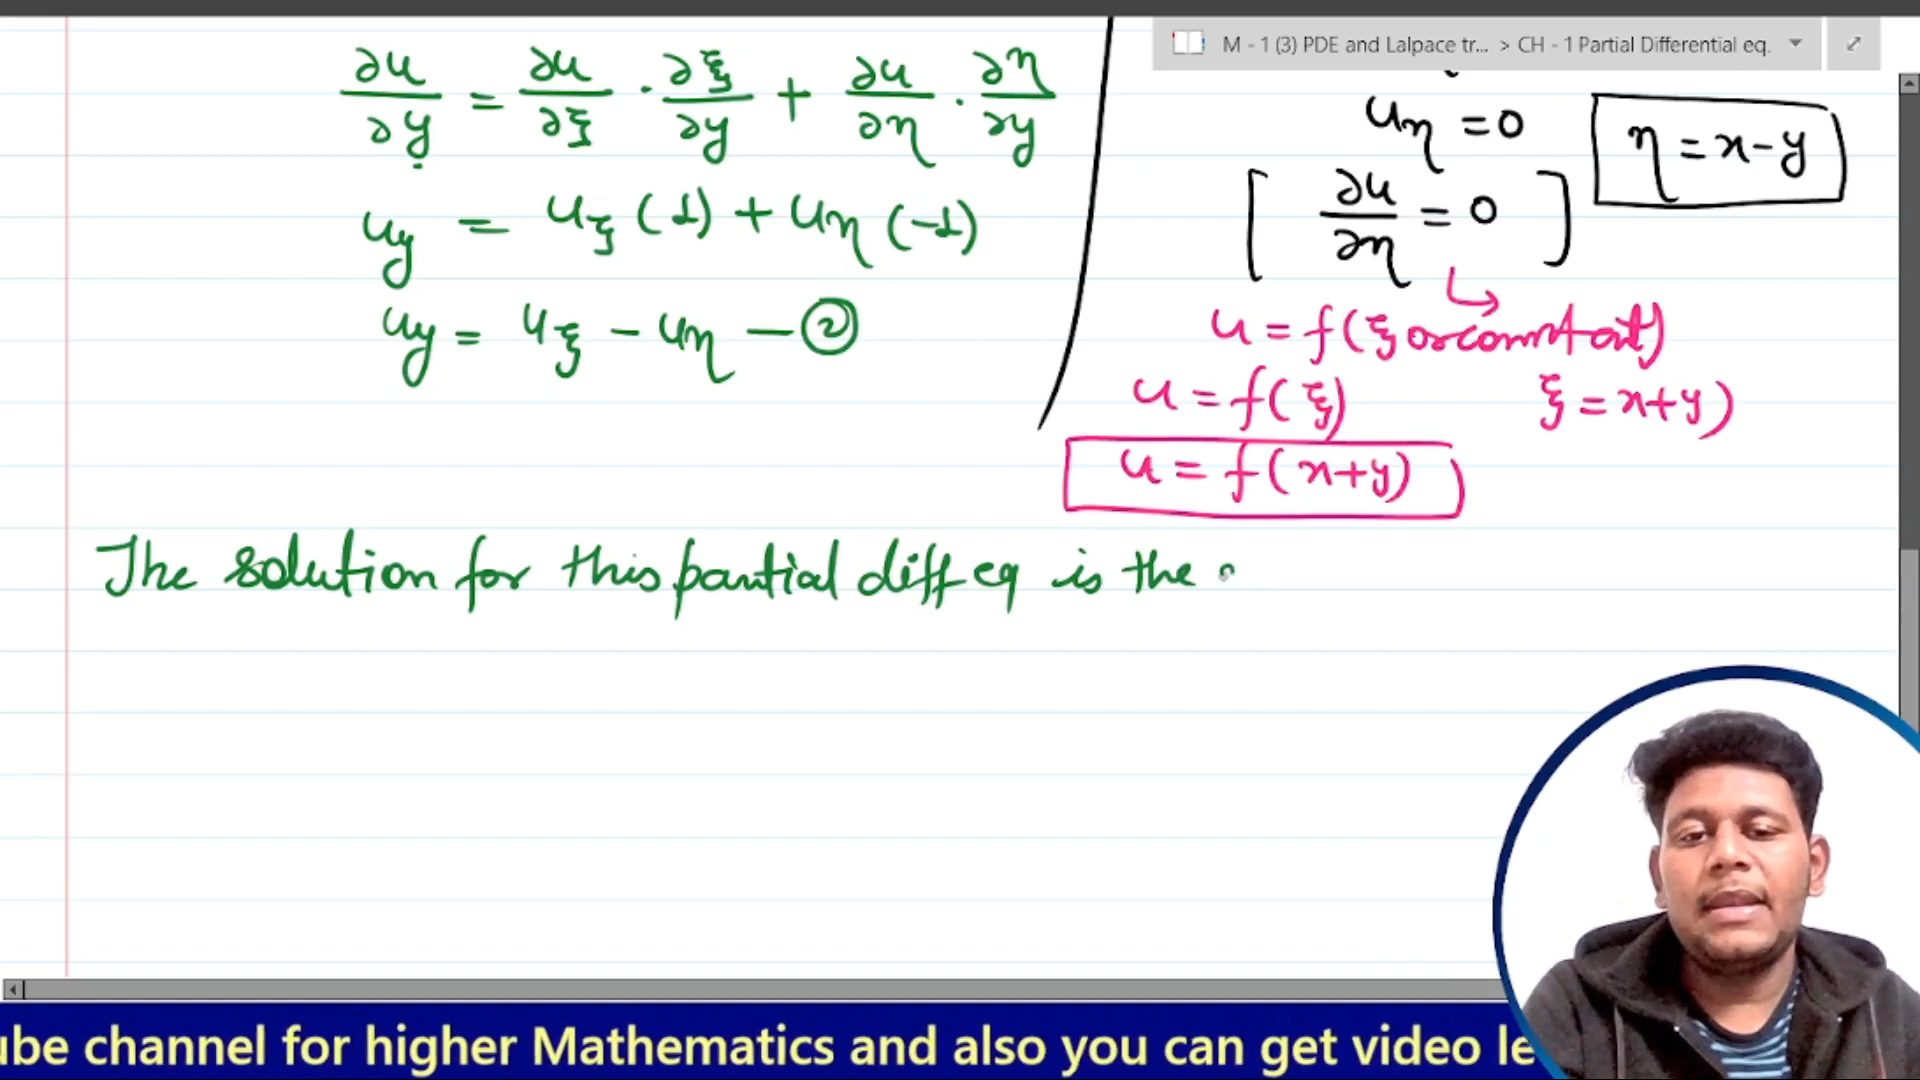 M - 1 (3) PDE and Lalpace tr... > CH - 1 Partial Differential eq.
∂u/∂y = ∂u/∂ξ · ∂ξ/∂y + ∂u/∂η · ∂η/∂y
u_y = u_ξ (1) + u_η (-1)
u_y = u_ξ - u_η — ②
u_η = 0
η = x - y
[ ∂u/∂η = 0 ]
u = f(ξ or constant)
u = f(ξ) ξ = x+y)
u = f(x+y)
The solution for this partial diff eq is the
ube channel for higher Mathematics and also you can get video le